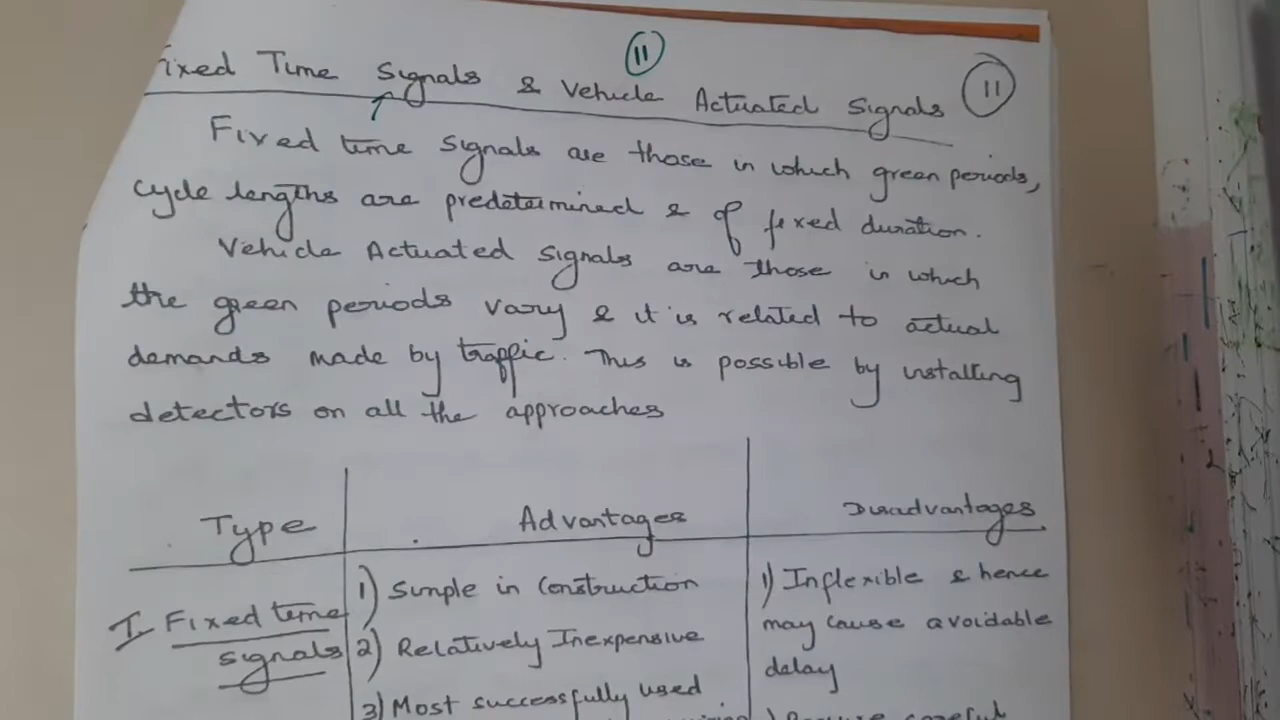 11
Fixed Time Signals & Vehicle Actuated Signals 11
Fixed time signals are those in which green periods,
cycle lengths are predetermined & of fixed duration.
Vehicle Actuated signals are those in which
the green periods vary & it is related to actual
demands made by traffic. This is possible by installing
detectors on all the approaches
Type Advantages Disadvantages.
I Fixed time signals
1) Simple in Construction
2) Relatively Inexpensive
3) Most successfully used
1) Inflexible & hence
may cause avoidable
delay
careful